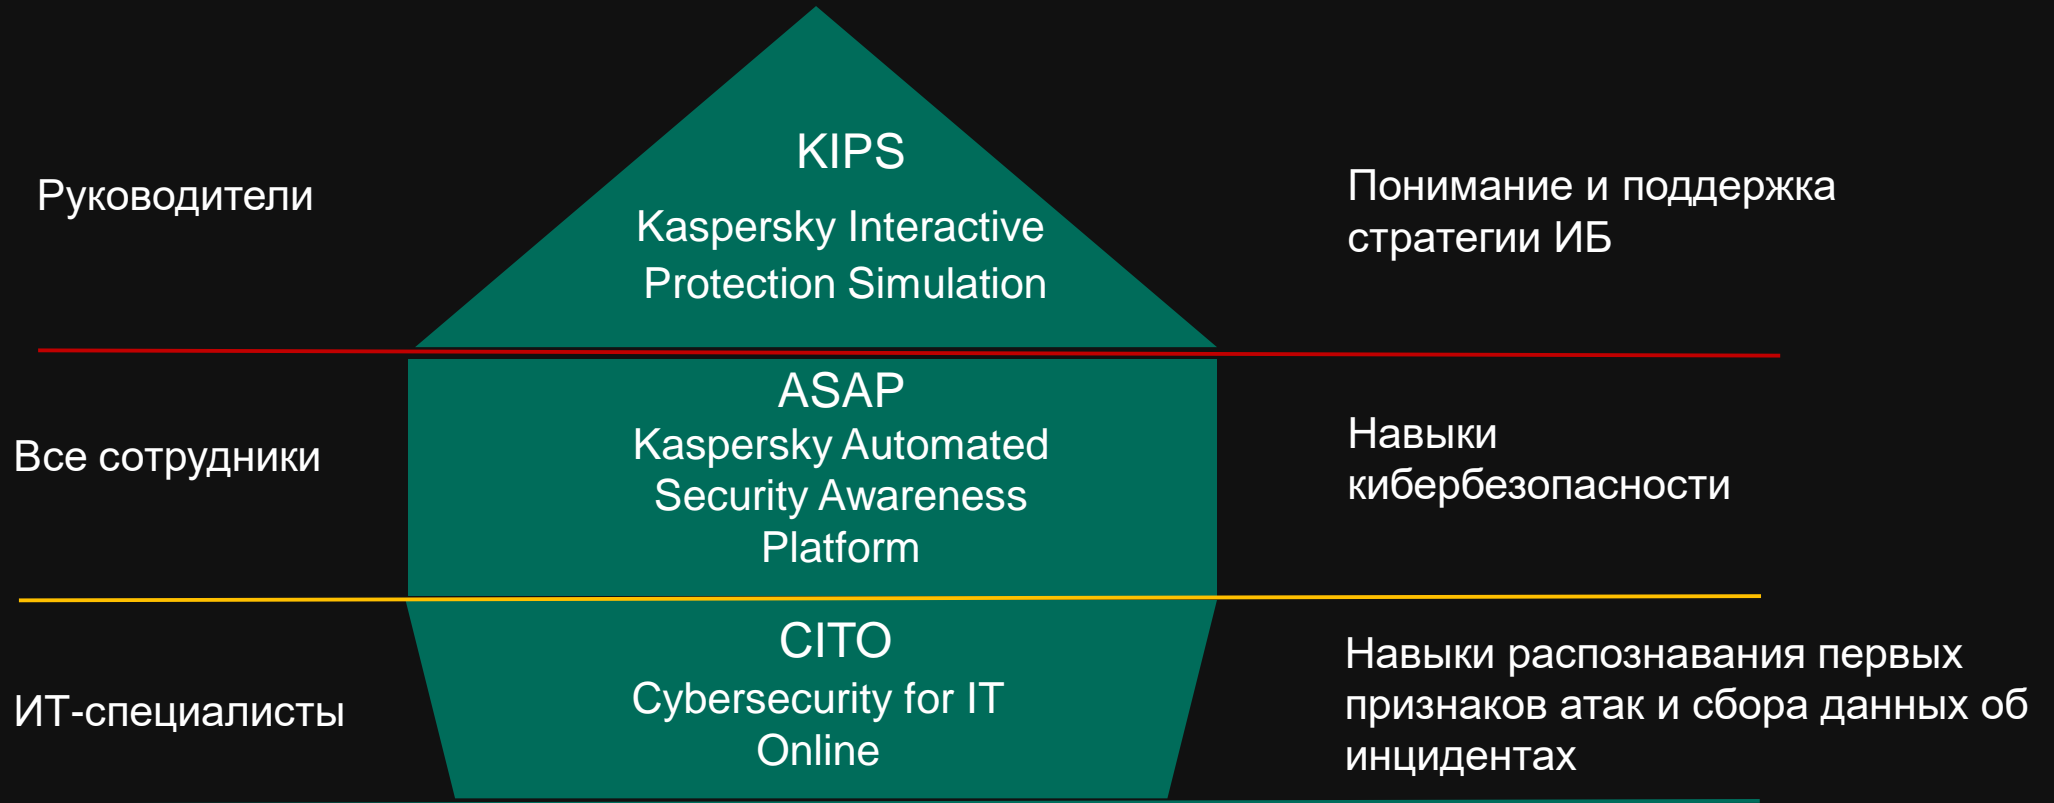 Руководители
KIPS
Kaspersky Interactive
Protection Simulation
Понимание и поддержка
стратегии ИБ
Все сотрудники
ASAP
Kaspersky Automated
Security Awareness
Platform
Навыки
кибербезопасности
ИТ-специалисты
CITO
Cybersecurity for IT
Online
Навыки распознавания первых
признаков атак и сбора данных об
инцидентах